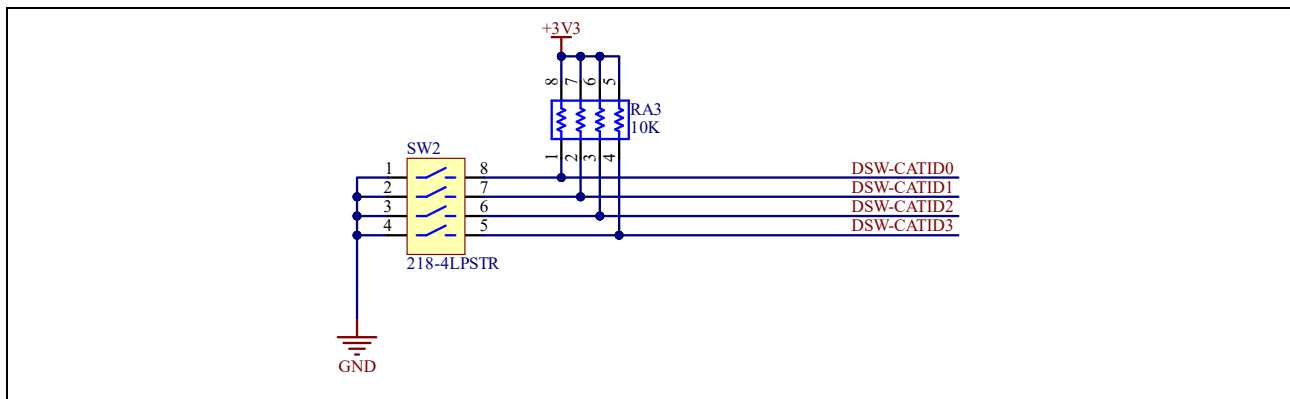 +3V3
8 7 6 5
RA3
10K
1 2 3 4
SW2
1 8 DSW-CATID0
2 7 DSW-CATID1
3 6 DSW-CATID2
4 5 DSW-CATID3
218-4LPSTR
GND